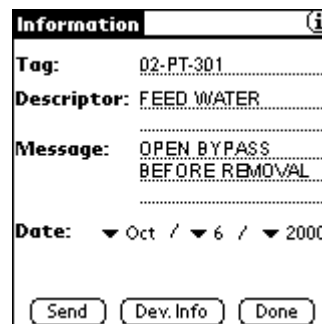 Information i
Tag: 02-PT-301
Descriptor: FEED WATER
Message: OPEN BYPASS
BEFORE REMOVAL
Date: Oct / 6 / 2000
Send Dev. Info Done